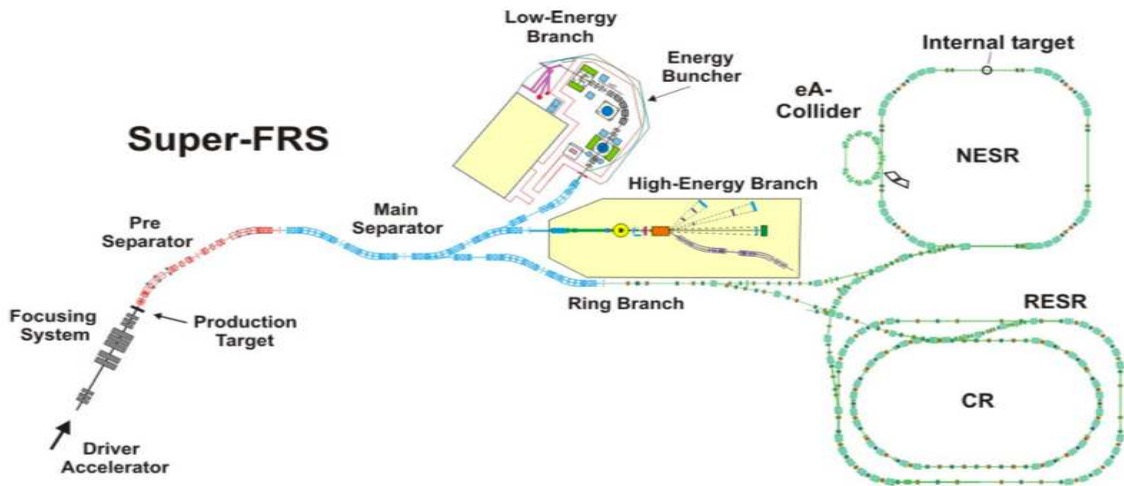 Low-Energy
Branch
Energy
Buncher
Internal target
eA-
Collider
Super-FRS
NESR
High-Energy Branch
Main
Separator
Pre
Separator
Ring Branch
RESR
Focusing
System
Production
Target
CR
Driver
Accelerator